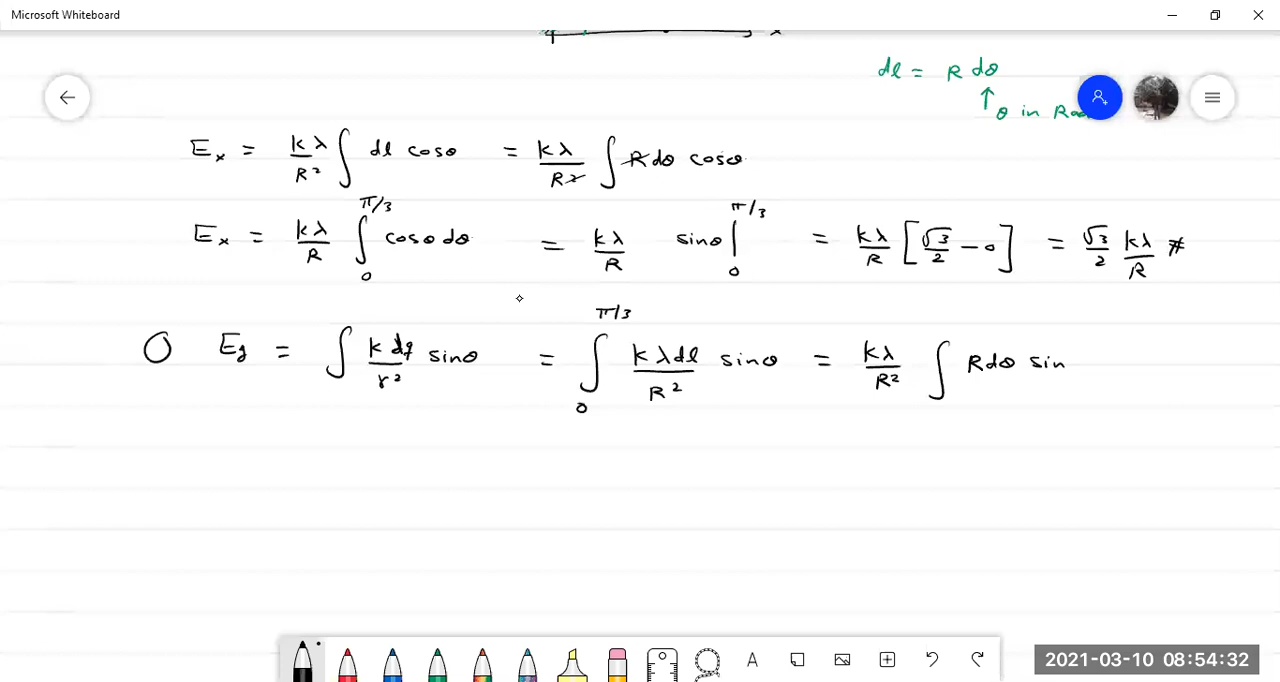 Microsoft Whiteboard
x
dl = R dθ
↑ θ in Rad
Ex = kλ/R² ∫ dl cosθ = kλ/R² ∫ R dθ cosθ
Ex = kλ/R ∫₀^π/3 cosθ dθ = kλ/R sinθ |₀^π/3 = kλ/R [√3/2 − 0] = √3/2 kλ/R #
Ey = ∫ k dq/r² sinθ = ∫₀^π/3 kλdl/R² sinθ = kλ/R² ∫ Rdθ sin
A
2021-03-10 08:54:32